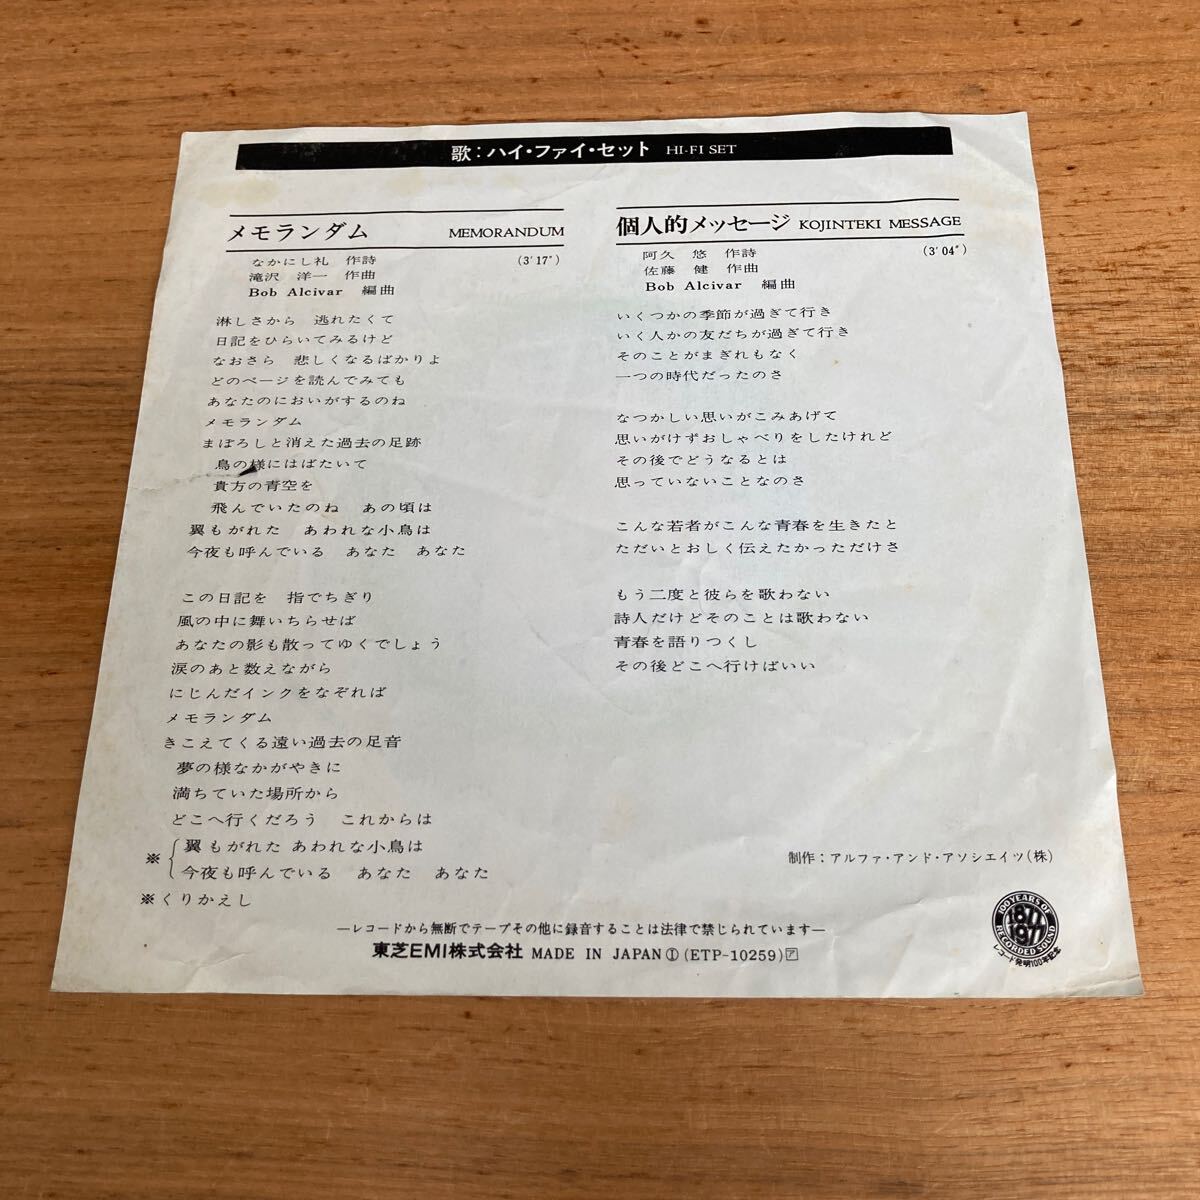 歌：ハイ・ファイ・セット HI-FI SET
メモランダム MEMORANDUM
なかにし礼 作詩 (3'17")
滝沢 洋一 作曲
Bob Alcivar 編曲
淋しさから 逃れたくて
日記をひらいてみるけど
なおさら 悲しくなるばかりよ
どのページを読んでみても
あなたのにおいがするのね
メモランダム
まぼろしと消えた過去の足跡
鳥の様にはばたいて
貴方の青空を
飛んでいたのね あの頃は
翼もがれた あわれな小鳥は
今夜も呼んでいる あなた あなた
この日記を 指でちぎり
風の中に舞いちらせば
あなたの影も散ってゆくでしょう
涙のあと数えながら
にじんだインクをなぞれば
メモランダム
きこえてくる遠い過去の足音
夢の様なかがやきに
満ちていた場所から
どこへ行くだろう これからは
※ 翼もがれた あわれな小鳥は
今夜も呼んでいる あなた あなた
※くりかえし
個人的メッセージ KOJINTEKI MESSAGE
阿久 悠 作詩 (3'04")
佐藤 健 作曲
Bob Alcivar 編曲
いくつかの季節が過ぎて行き
いく人かの友だちが過ぎて行き
そのことがまぎれもなく
一つの時代だったのさ
なつかしい思いがこみあげて
思いがけずおしゃべりをしたけれど
その後でどうなるとは
思っていないことなのさ
こんな若者がこんな青春を生きたと
ただいとおしく伝えたかっただけさ
もう二度と彼らを歌わない
詩人だけどそのことは歌わない
青春を語りつくし
その後どこへ行けばいい
制作：アルファ・アンド・アソシエイツ(株)
100 YEARS OF
1877
1977
RECORDED SOUND
レコード発明100年記念
—レコードから無断でテープその他に録音することは法律で禁じられています—
東芝EMI株式会社 MADE IN JAPAN Ⓘ (ETP-10259) ア